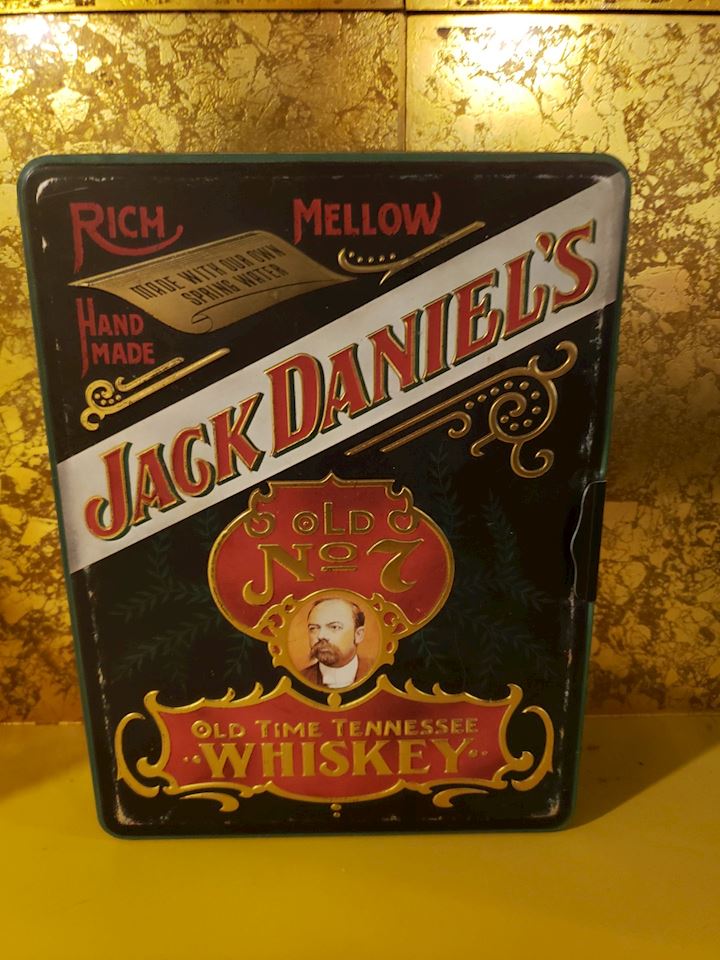 RICH
MELLOW
MADE WITH OUR OWN
SPRING WATER
HAND
MADE
JACK DANIEL'S
OLD
Nº 7
OLD TIME TENNESSEE
WHISKEY